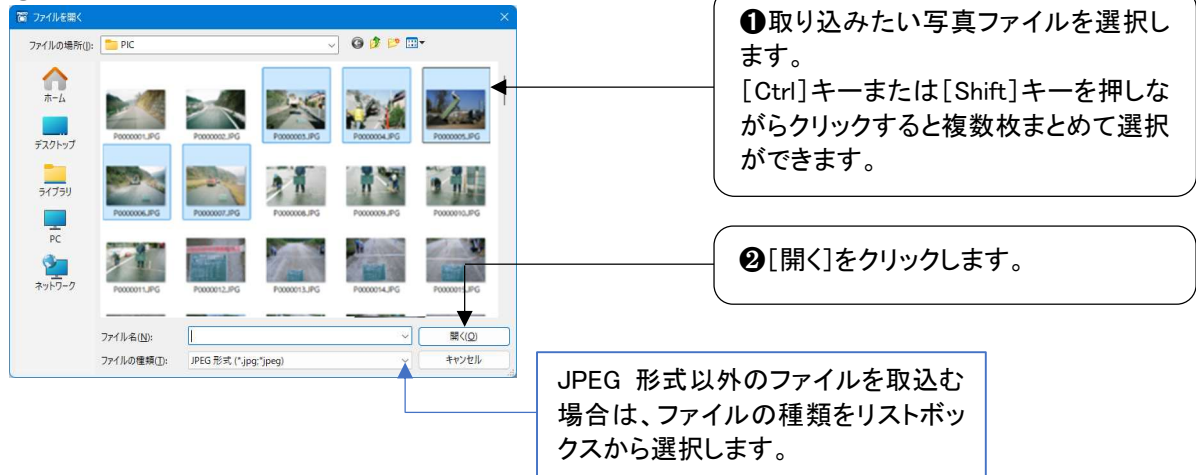 ファイルを開く
ファイルの場所(I):
PIC
ホーム
デスクトップ
ライブラリ
PC
ネットワーク
P0000001.JPG
P0000002.JPG
P0000003.JPG
P0000004.JPG
P0000005.JPG
P0000006.JPG
P0000007.JPG
P0000008.JPG
P0000009.JPG
P0000010.JPG
P0000011.JPG
P0000012.JPG
P0000013.JPG
P0000014.JPG
P0000015.JPG
ファイル名(N):
開く(O)
ファイルの種類(T):
JPEG 形式 (*.jpg;*jpeg)
キャンセル
❶取り込みたい写真ファイルを選択し
ます。
[Ctrl]キーまたは[Shift]キーを押しな
がらクリックすると複数枚まとめて選択
ができます。
❷[開く]をクリックします。
JPEG 形式以外のファイルを取込む
場合は、ファイルの種類をリストボッ
クスから選択します。